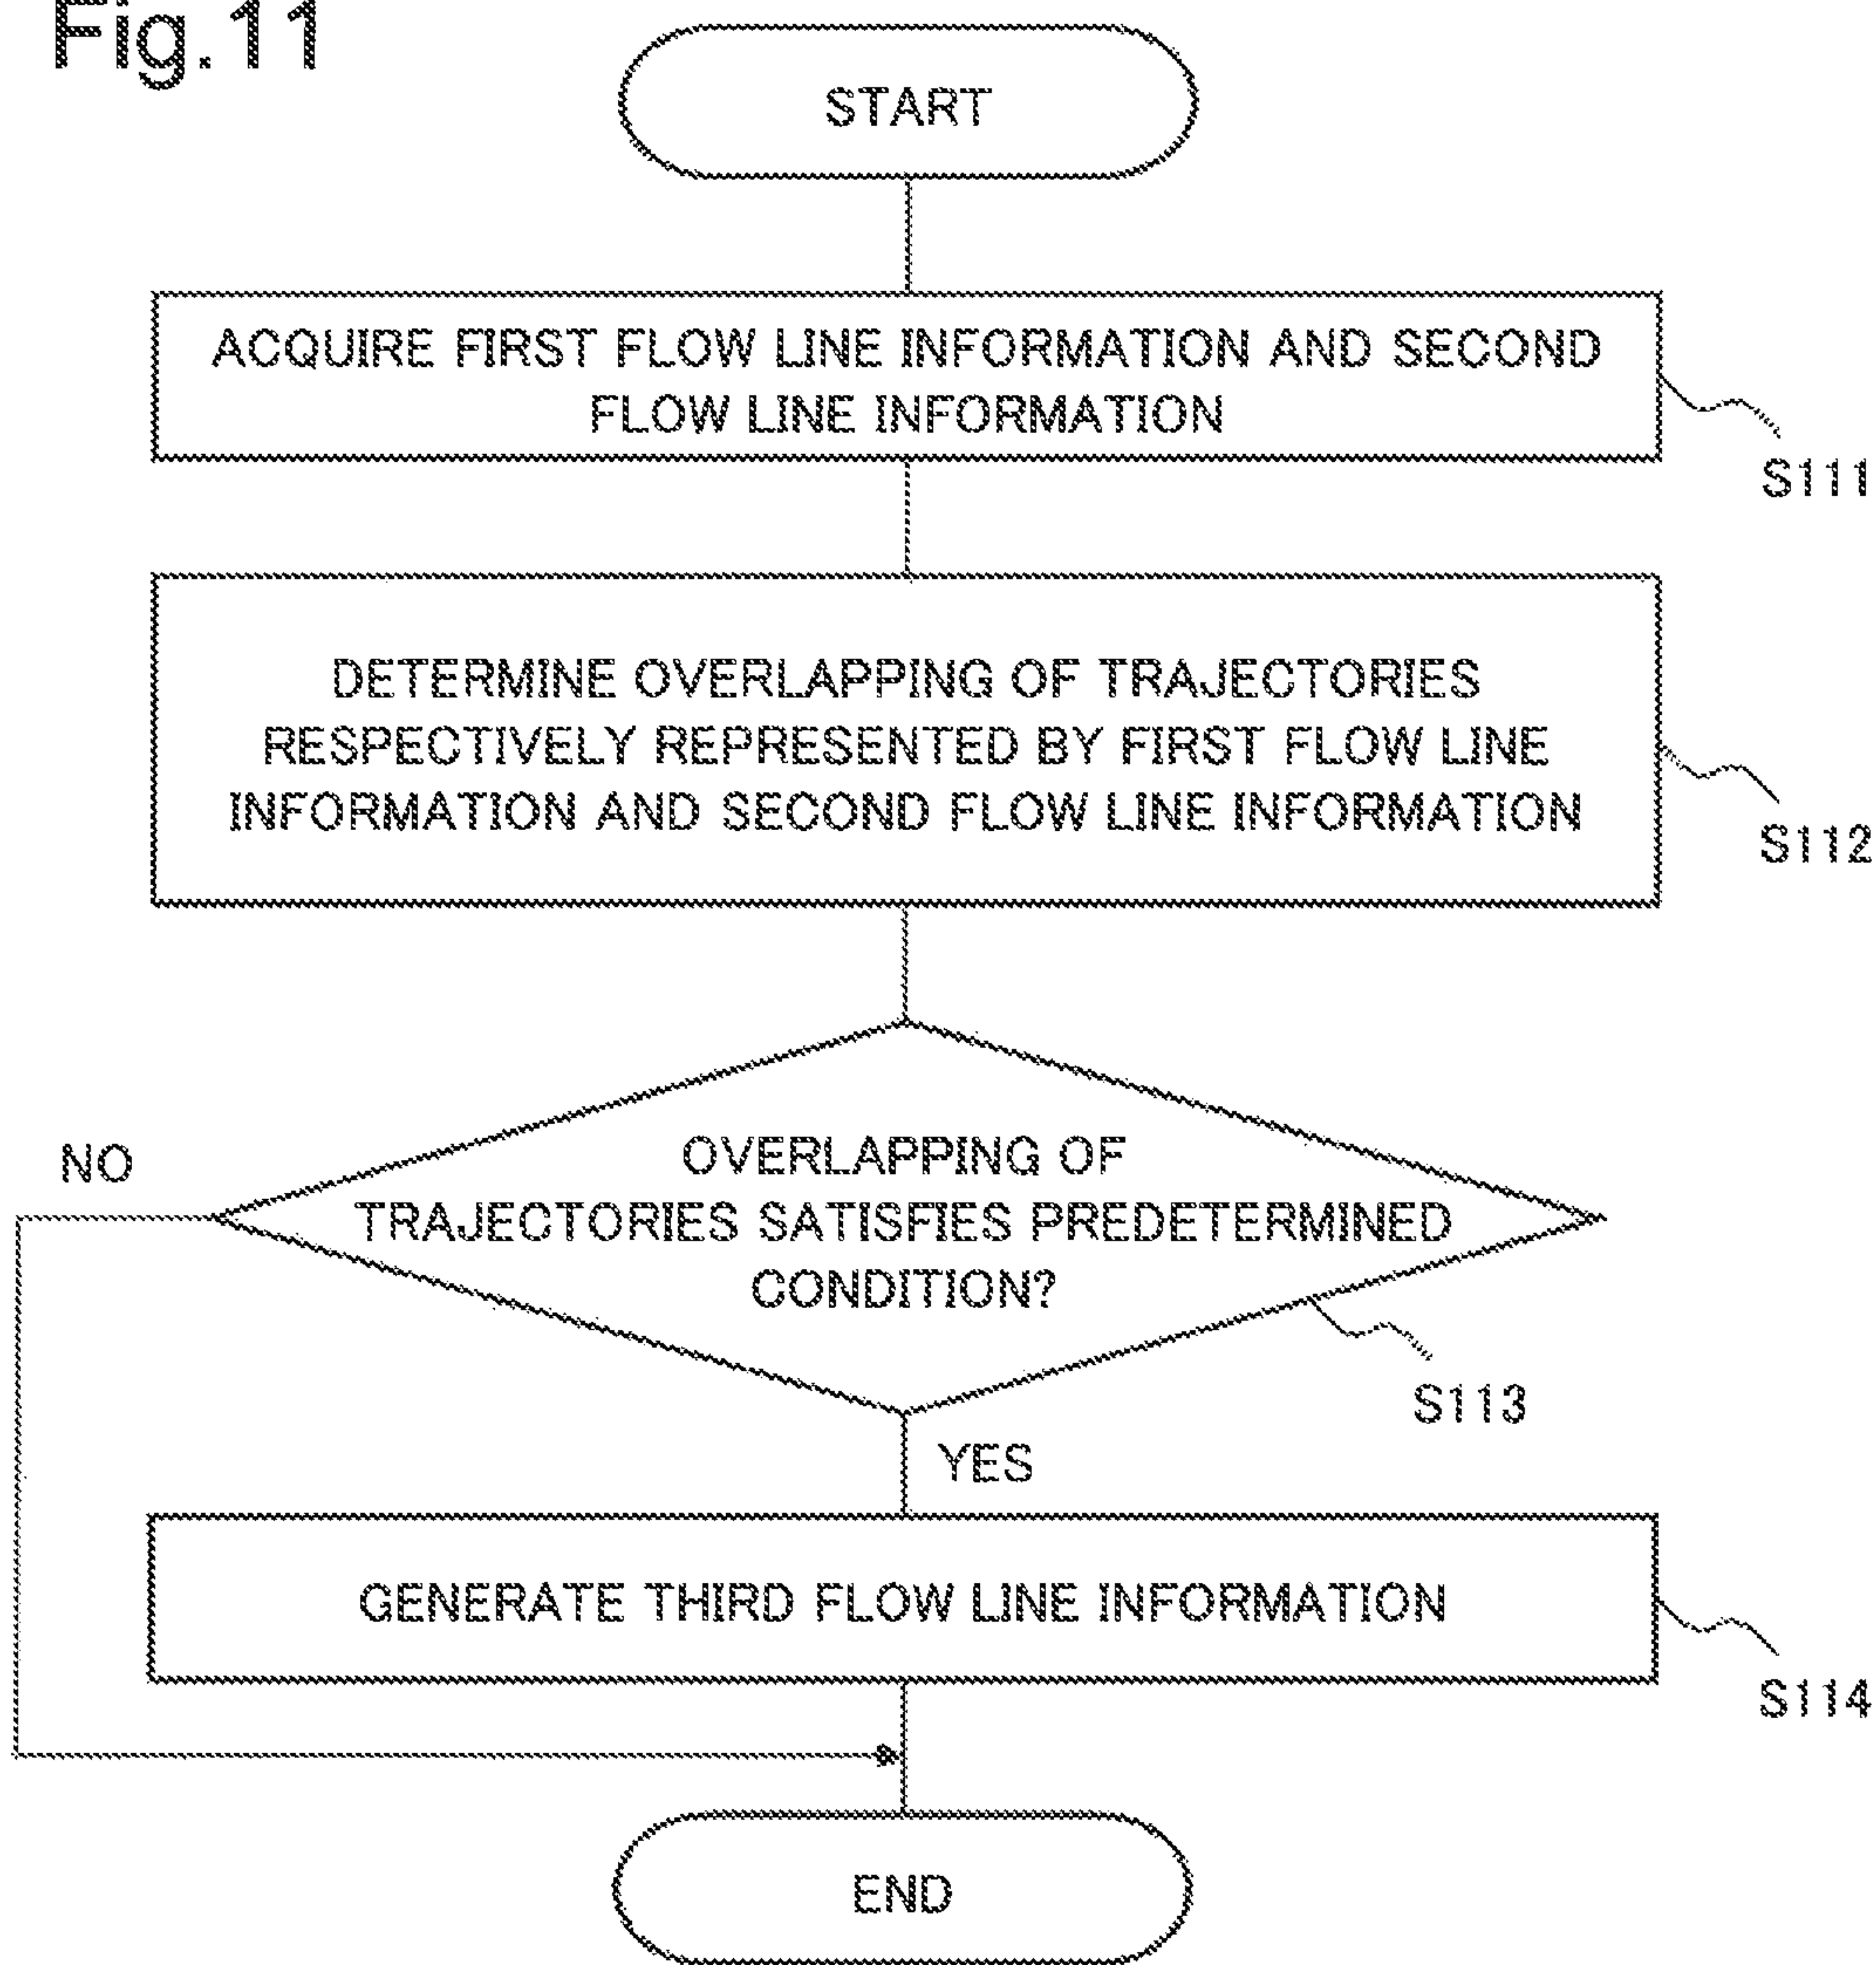 Fig.11
START
ACQUIRE FIRST FLOW LINE INFORMATION AND SECOND
FLOW LINE INFORMATION
S111
DETERMINE OVERLAPPING OF TRAJECTORIES
RESPECTIVELY REPRESENTED BY FIRST FLOW LINE
INFORMATION AND SECOND FLOW LINE INFORMATION
S112
NO
OVERLAPPING OF
TRAJECTORIES SATISFIES PREDETERMINED
CONDITION?
S113
YES
GENERATE THIRD FLOW LINE INFORMATION
S114
END